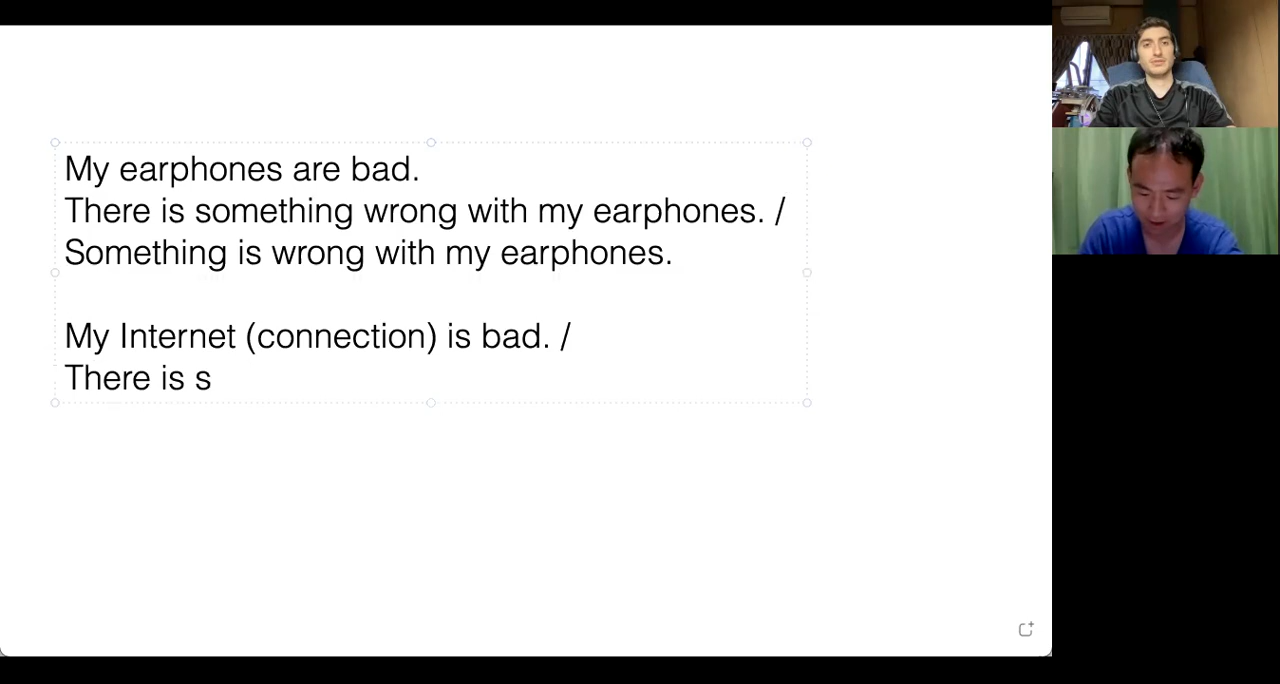 My earphones are bad.
There is something wrong with my earphones. /
Something is wrong with my earphones.
My Internet (connection) is bad. /
There is s